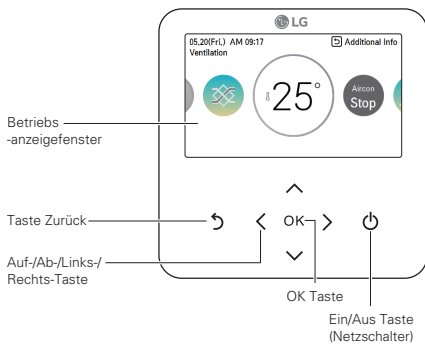 LG
05.20(Fri.) AM 09:17
Additional Info
Ventilation
25°
Aircon
Stop
Betriebs
-anzeigefenster
Taste Zurück
OK
Auf-/Ab-/Links-/
Rechts-Taste
OK Taste
Ein/Aus Taste
(Netzschalter)